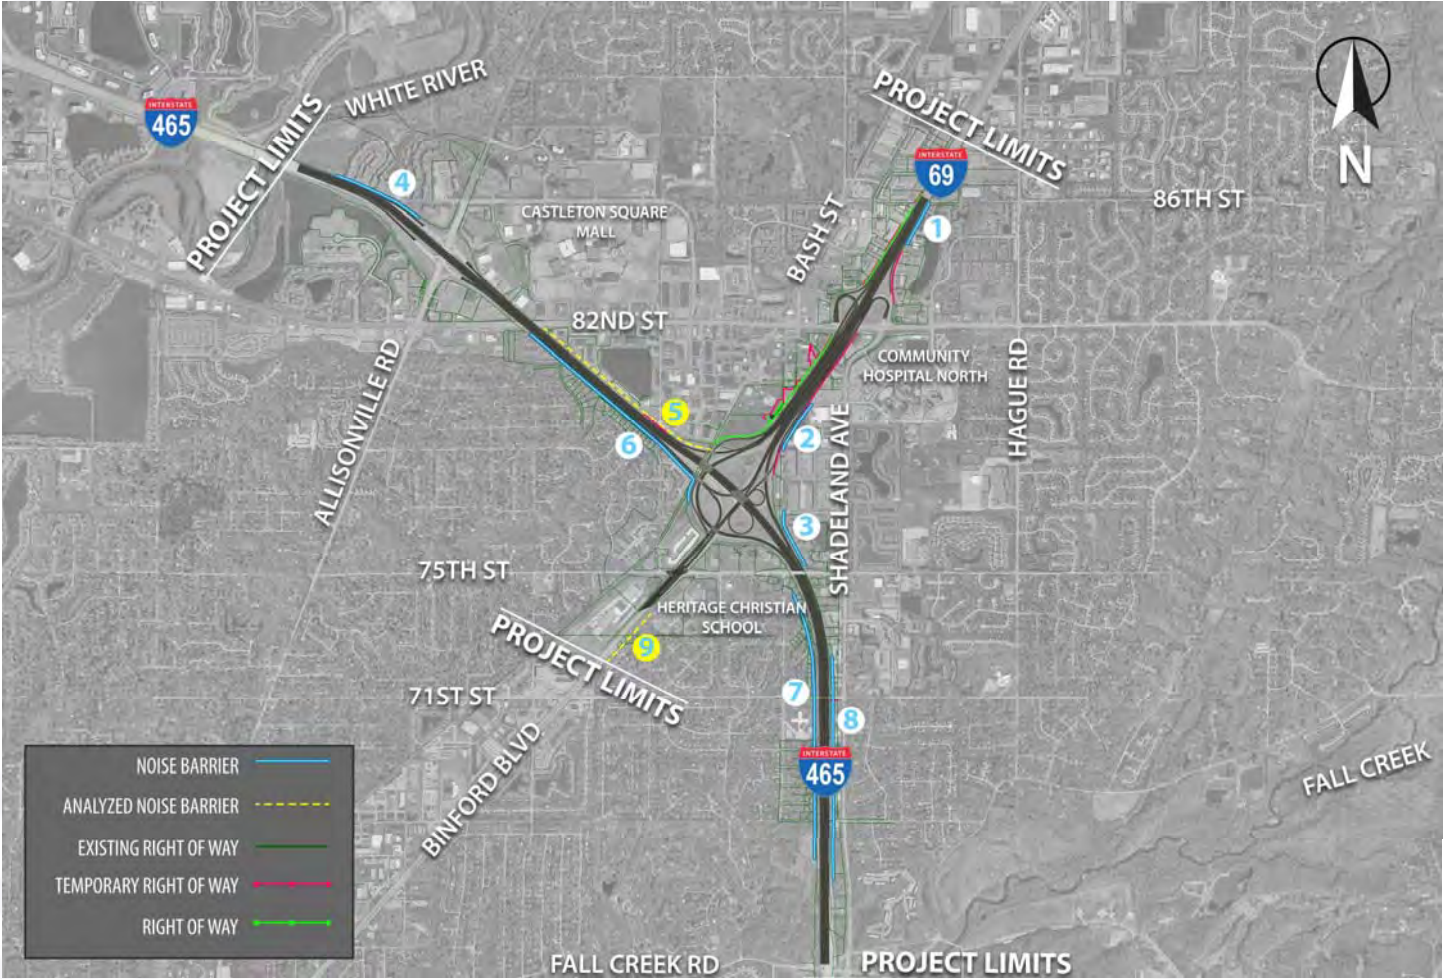 INTERSTATE
465
PROJECT LIMITS
WHITE RIVER
4
CASTLETON SQUARE
MALL
BASH ST
PROJECT LIMITS
INTERSTATE
69
1
86TH ST
N
82ND ST
ALLISONVILLE RD
COMMUNITY
HOSPITAL NORTH
HAGUE RD
5
6
2
SHADELAND AVE
3
75TH ST
HERITAGE CHRISTIAN
SCHOOL
9
PROJECT LIMITS
71ST ST
7
8
INTERSTATE
465
BINFORD BLVD
FALL CREEK
NOISE BARRIER
ANALYZED NOISE BARRIER
EXISTING RIGHT OF WAY
TEMPORARY RIGHT OF WAY
RIGHT OF WAY
FALL CREEK RD
PROJECT LIMITS